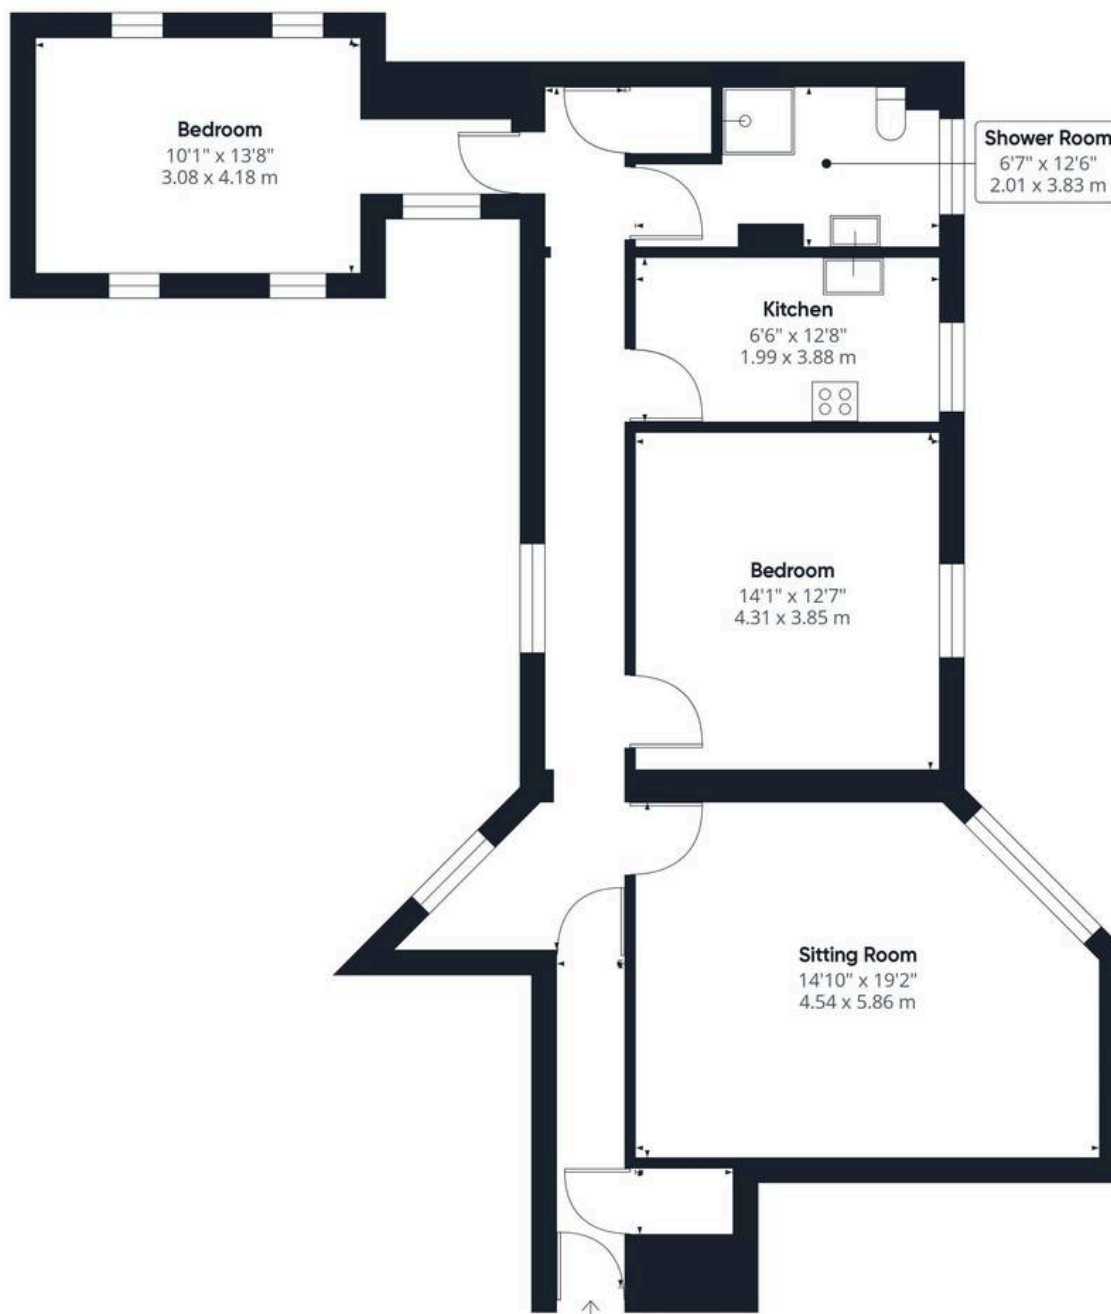 Bedroom
10'1" x 13'8"
3.08 x 4.18 m
Shower Room
6'7" x 12'6"
2.01 x 3.83 m
Kitchen
6'6" x 12'8"
1.99 x 3.88 m
Bedroom
14'1" x 12'7"
4.31 x 3.85 m
Sitting Room
14'10" x 19'2"
4.54 x 5.86 m